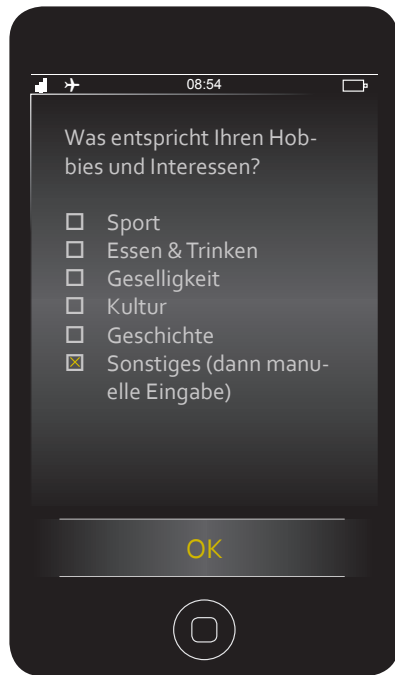 08:54
Was entspricht Ihren Hob-
bies und Interessen?
Sport
Essen & Trinken
Geselligkeit
Kultur
Geschichte
Sonstiges (dann manu-
elle Eingabe)
OK